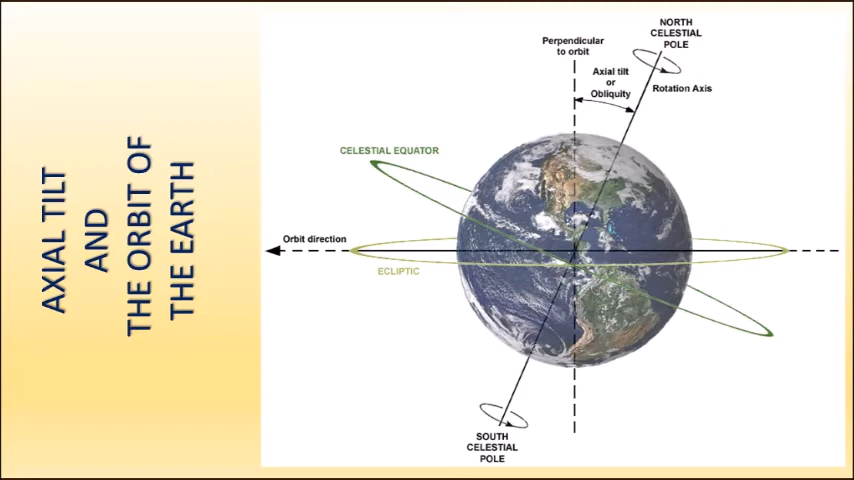 AXIAL TILT
AND
THE ORBIT OF
THE EARTH
NORTH
CELESTIAL
POLE
Perpendicular
to orbit
Axial tilt
or
Obliquity
Rotation Axis
CELESTIAL EQUATOR
Orbit direction
ECLIPTIC
SOUTH
CELESTIAL
POLE